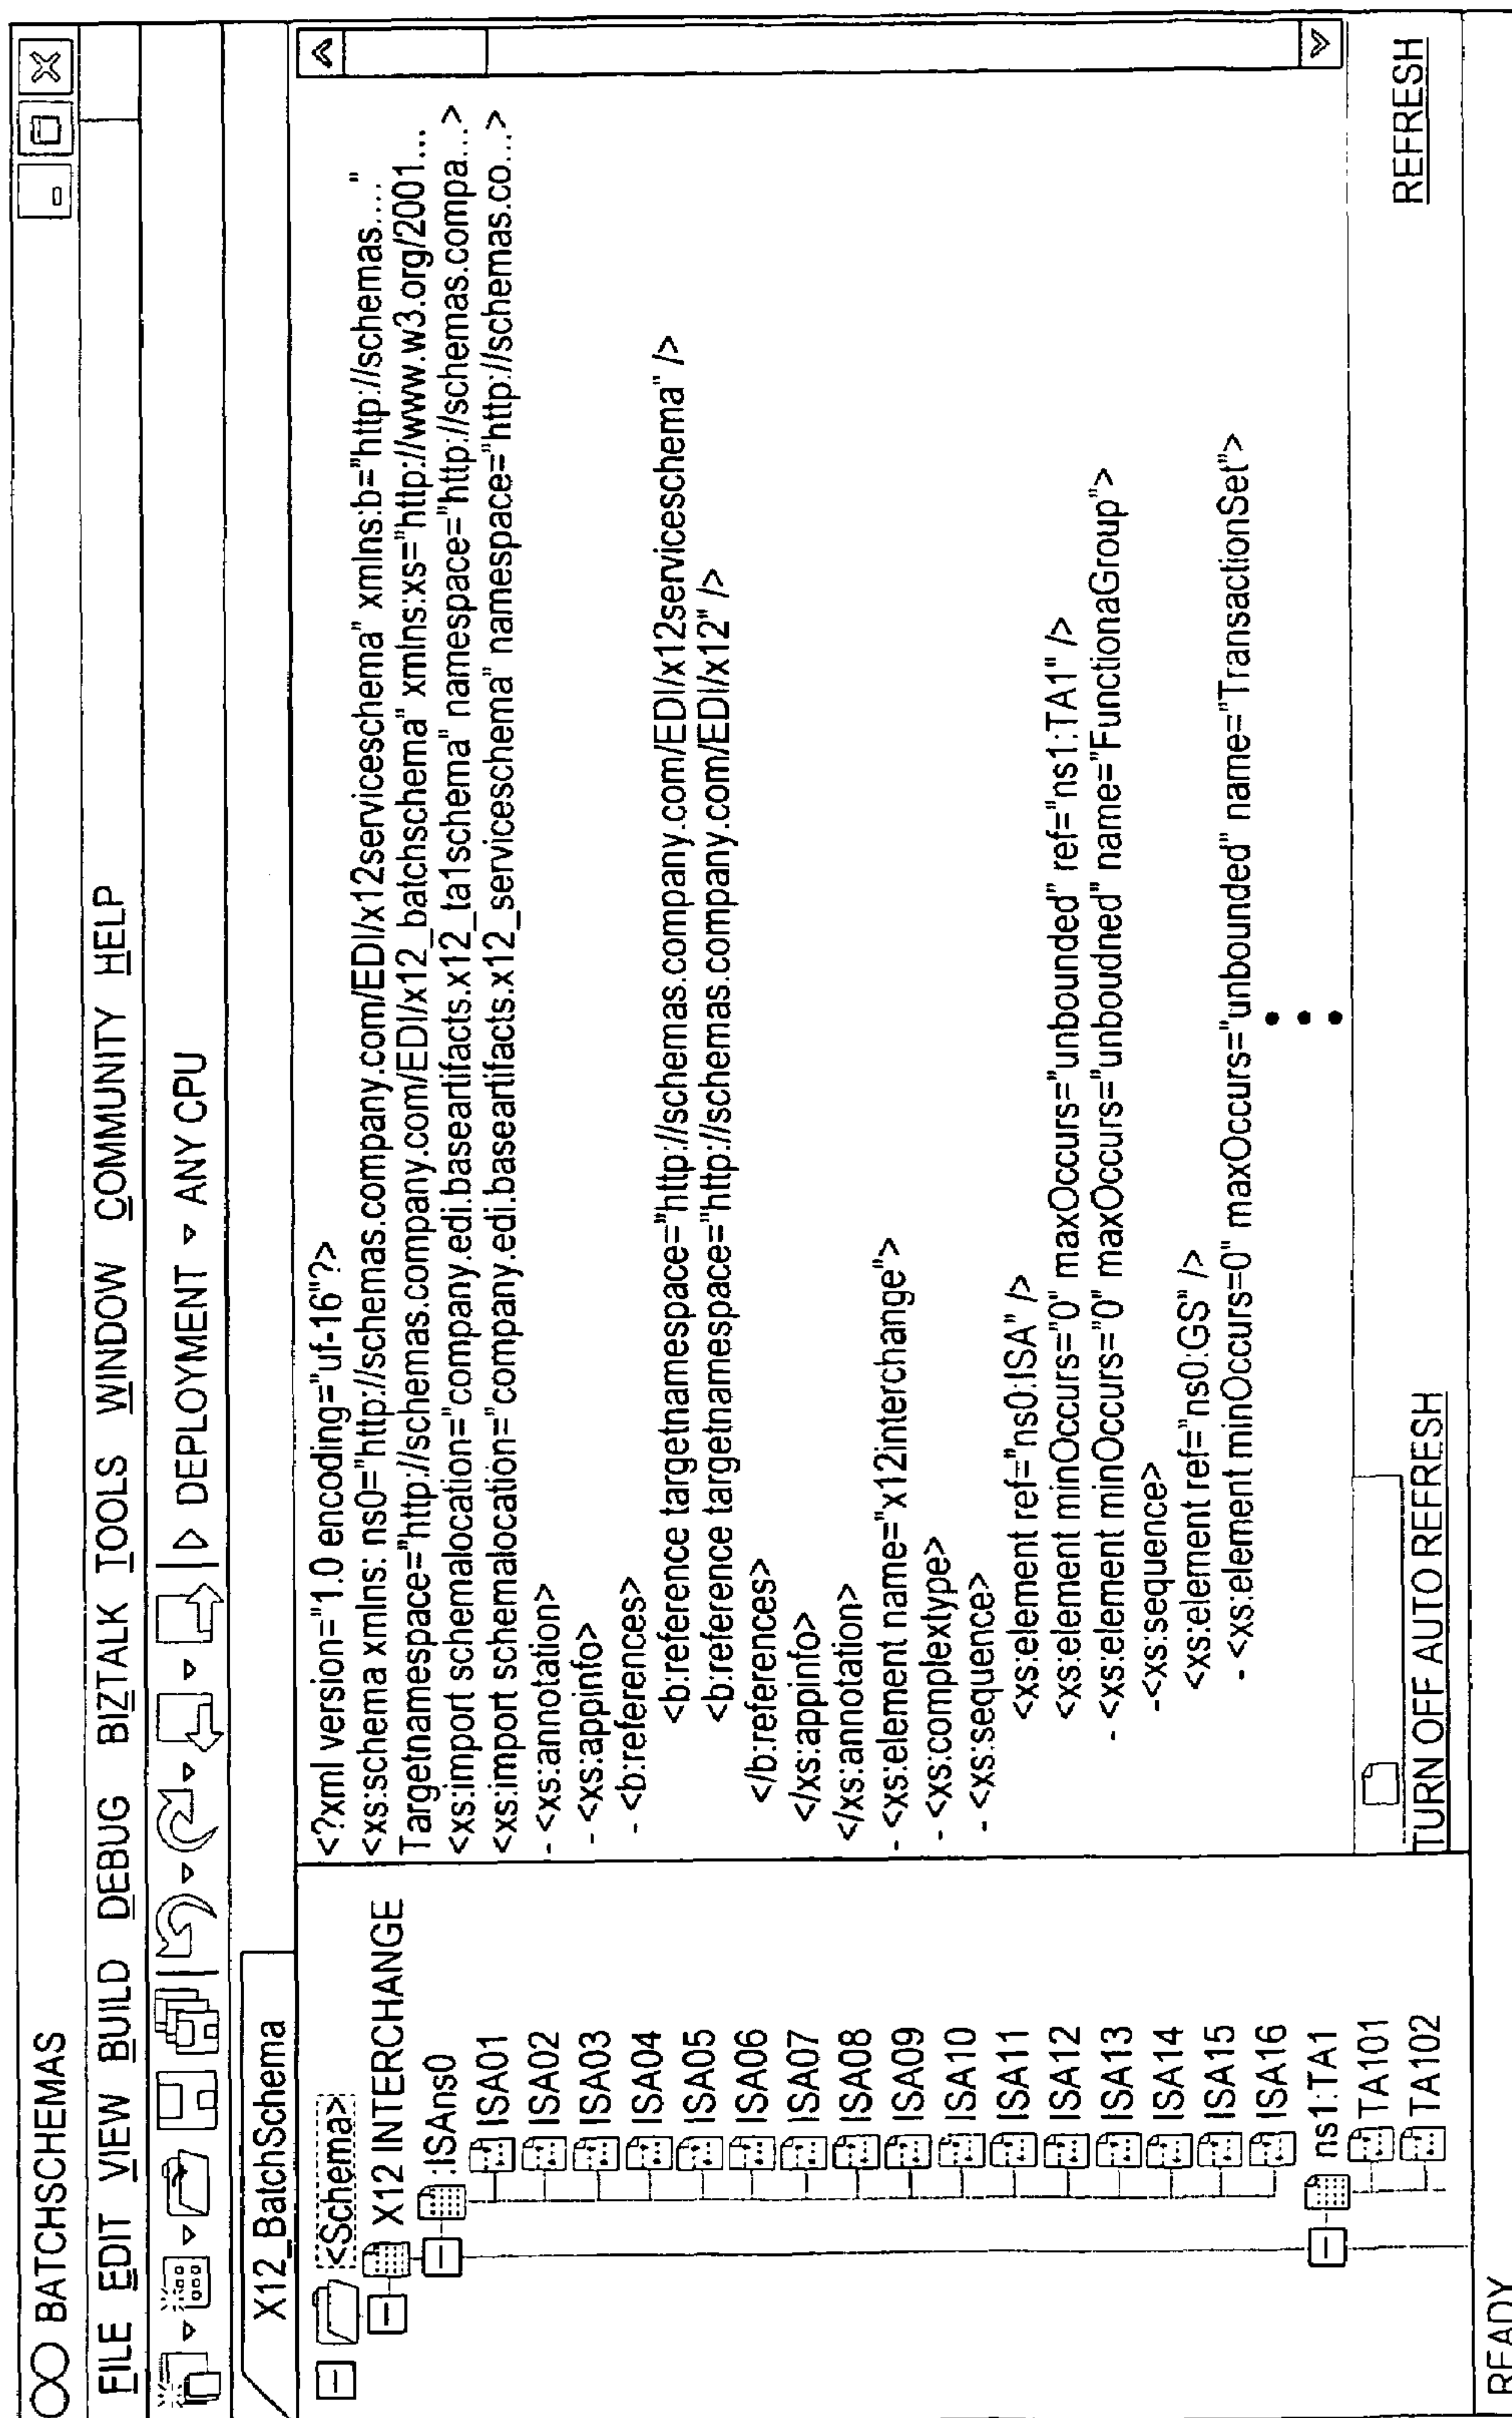 BATCHSCHEMAS
FILE EDIT VIEW BUILD DEBUG BIZTALK TOOLS WINDOW COMMUNITY HELP
DEPLOYMENT ANY CPU
X12_BatchSchema
<Schema>
X12 INTERCHANGE
:ISAns0
ISA01
ISA02
ISA03
ISA04
ISA05
ISA06
ISA07
ISA08
ISA09
ISA10
ISA11
ISA12
ISA13
ISA14
ISA15
ISA16
ns1:TA1
TA101
TA102
<?xml version="1.0 encoding="uf-16"?>
<xs:schema xmlns: ns0="http://schemas.company.com/EDI/x12serviceschema" xmlns:b="http://schemas...."
Targetnamespace="http://schemas.company.com/EDI/x12_batchschema" xmlns:xs="http://www.w3.org/2001...
<xs:import schemalocation="company.edi.baseartifacts.x12_ta1schema" namespace="http://schemas.compa...>
<xs:import schemalocation="company.edi.baseartifacts.x12_serviceschema" namespace="http://schemas.co...>
- <xs:annotation>
- <xs:appinfo>
- <b:references>
<b:reference targetnamespace="http://schemas.company.com/EDI/x12serviceschema" />
<b:reference targetnamespace="http://schemas.company.com/EDI/x12" />
</b:references>
</xs:appinfo>
</xs:annotation>
- <xs:element name="x12interchange">
- <xs:complextype>
- <xs:sequence>
<xs:element ref="ns0:ISA" />
<xs:element minOccurs="0" maxOccurs="unbounded" ref="ns1:TA1" />
- <xs:element minOccurs="0" maxOccurs="unboudned" name="FunctionaGroup">
-<xs:sequence>
<xs:element ref="ns0:GS" />
- <xs:element minOccurs=0" maxOccurs="unbounded" name="TransactionSet">
TURN OFF AUTO REFRESH REFRESH
READY